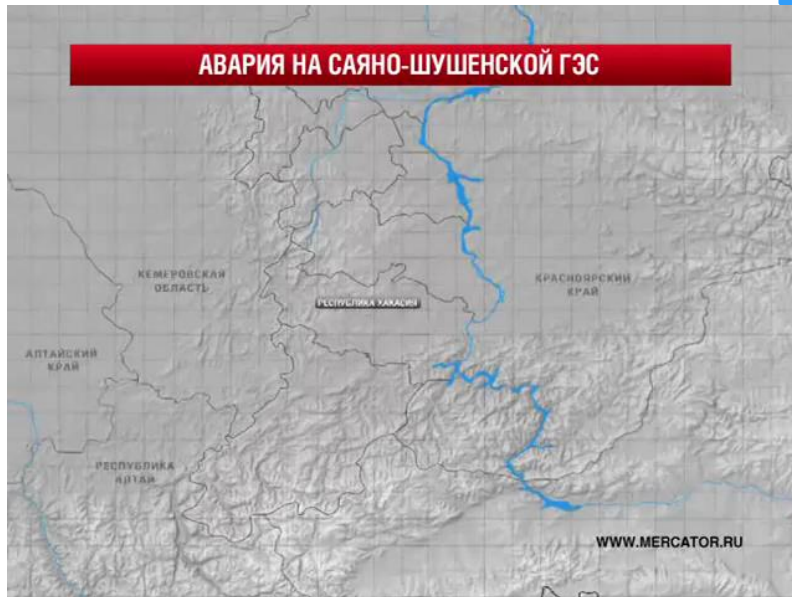 АВАРИЯ НА САЯНО-ШУШЕНСКОЙ ГЭС
КЕМЕРОВСКАЯ
ОБЛАСТЬ
КРАСНОЯРСКИЙ
КРАЙ
РЕСПУБЛИКА ХАКАСИЯ
АЛТАЙСКИЙ
КРАЙ
РЕСПУБЛИКА
АЛТАЙ
WWW.MERCATOR.RU